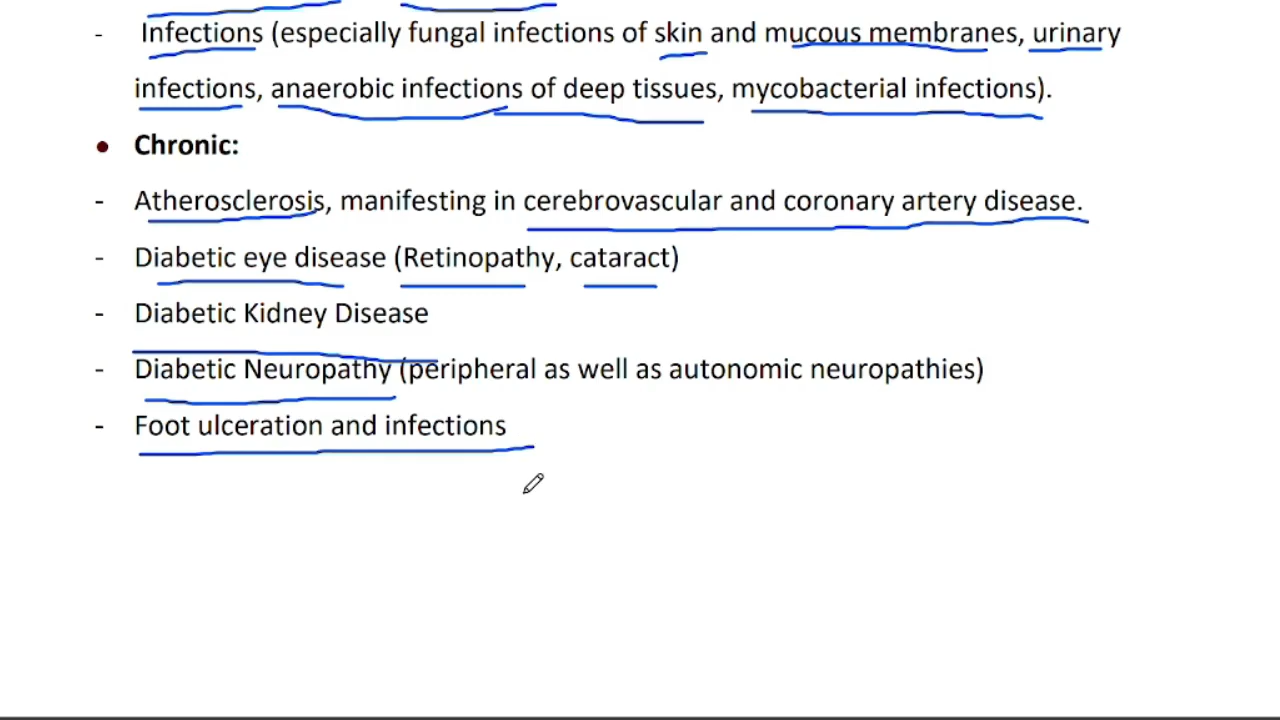 - Infections (especially fungal infections of skin and mucous membranes, urinary
infections, anaerobic infections of deep tissues, mycobacterial infections).
• Chronic:
- Atherosclerosis, manifesting in cerebrovascular and coronary artery disease.
- Diabetic eye disease (Retinopathy, cataract)
- Diabetic Kidney Disease
- Diabetic Neuropathy (peripheral as well as autonomic neuropathies)
- Foot ulceration and infections